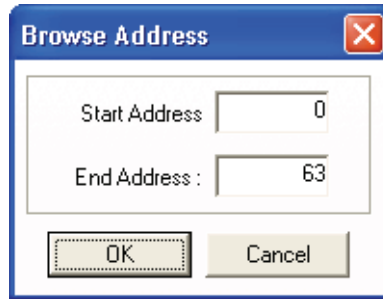 Browse Address
Start Address 0
End Address : 63
OK Cancel